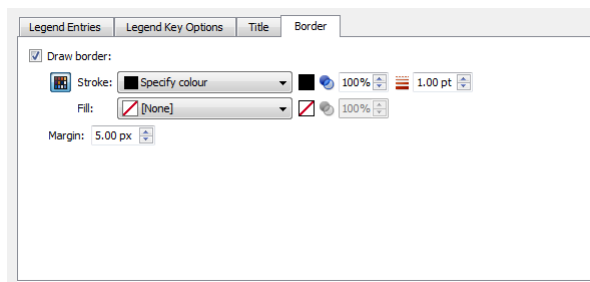 Legend Entries Legend Key Options Title Border
Draw border:
Stroke: Specify colour 100% 1.00 pt
Fill: [None] 100%
Margin: 5.00 px